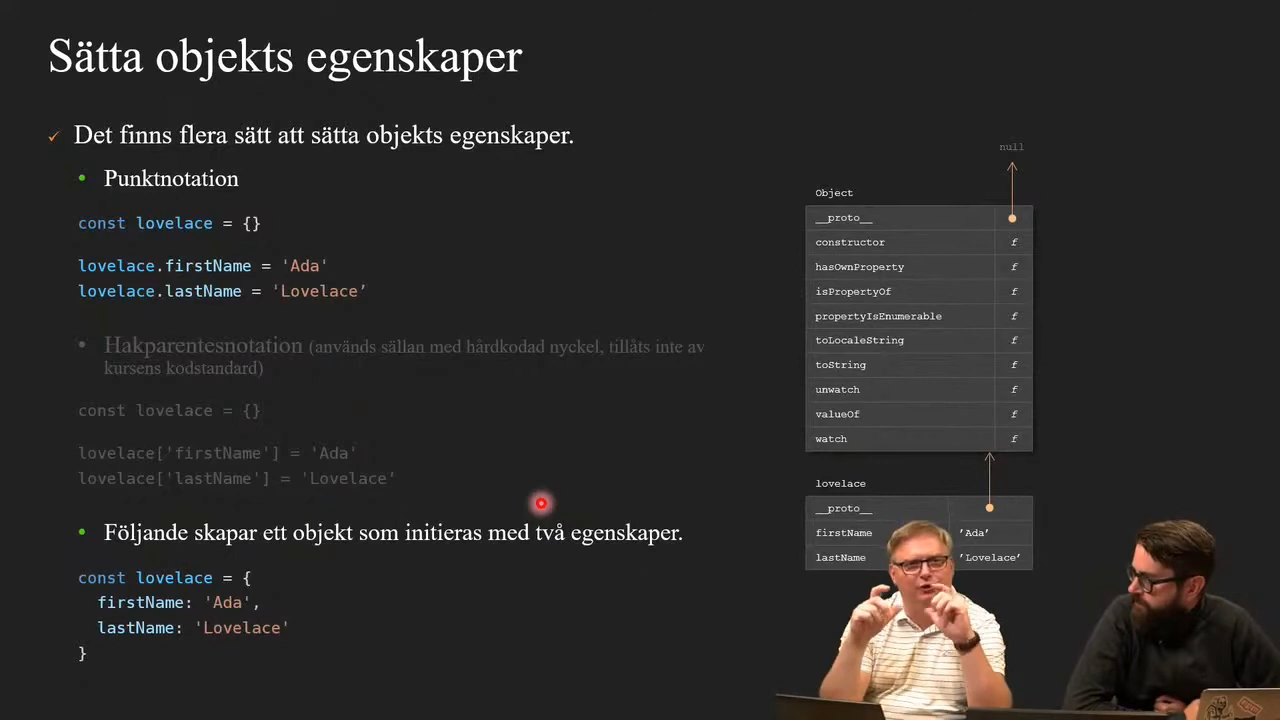 Sätta objekts egenskaper
✓ Det finns flera sätt att sätta objekts egenskaper.
• Punktnotation
const lovelace = {}
lovelace.firstName = 'Ada'
lovelace.lastName = 'Lovelace’
• Hakparentesnotation (används sällan med hårdkodad nyckel, tillåts inte av
kursens kodstandard)
const lovelace = {}
lovelace['firstName'] = 'Ada'
lovelace['lastName'] = 'Lovelace’
• Följande skapar ett objekt som initieras med två egenskaper.
const lovelace = {
firstName: 'Ada',
lastName: 'Lovelace'
}
null
Object
__proto__
constructor f
hasOwnProperty f
isPropertyOf f
propertyIsEnumerable f
toLocaleString f
toString f
unwatch f
valueOf f
watch f
lovelace
__proto__
firstName ’Ada’
lastName ’Lovelace’